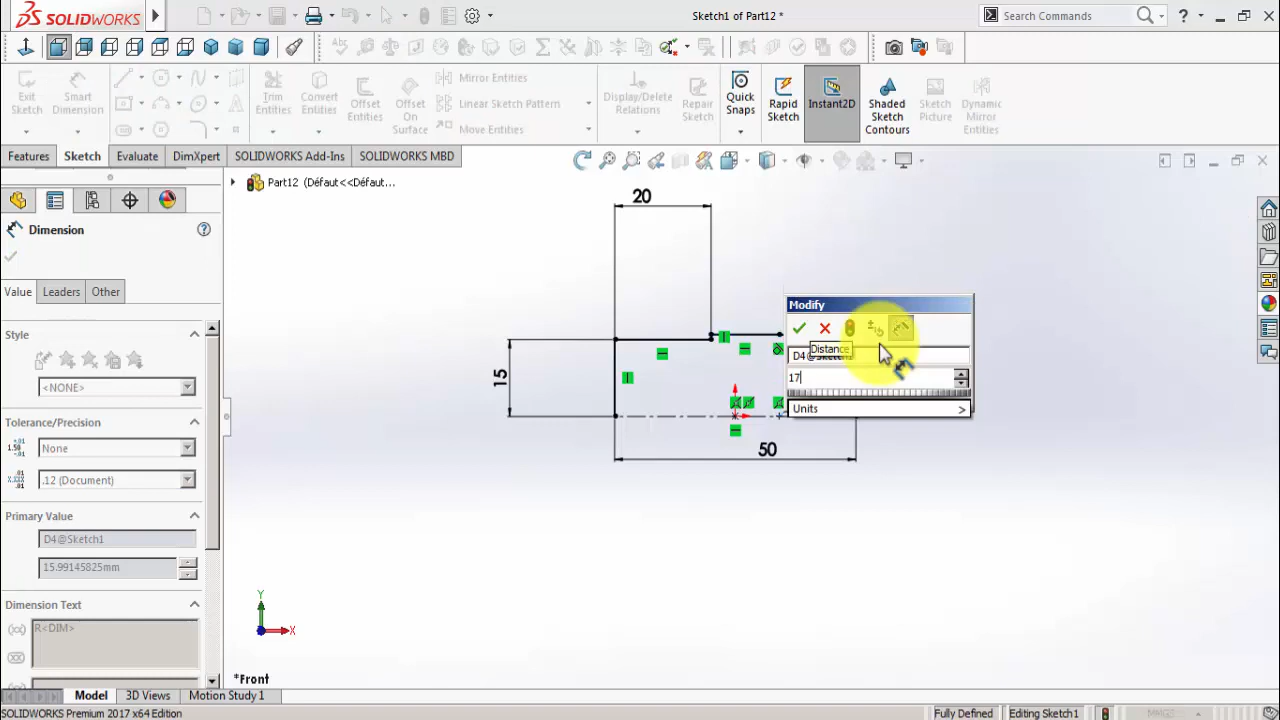 SOLIDWORKS
Sketch1 of Part12 *
Search Commands
?
Exit Sketch
Smart Dimension
Trim Entities
Convert Entities
Offset Entities
Offset On Surface
Mirror Entities
Linear Sketch Pattern
Move Entities
Display/Delete Relations
Repair Sketch
Quick Snaps
Rapid Sketch
Instant2D
Shaded Sketch Contours
Sketch Picture
Dynamic Mirror Entities
Features
Sketch
Evaluate
DimXpert
SOLIDWORKS Add-Ins
SOLIDWORKS MBD
Part12 (Défaut<<Défaut...
Dimension
?
Value
Leaders
Other
Style
<NONE>
Tolerance/Precision
None
.12 (Document)
Primary Value
D4@Sketch1
15.99145825mm
Dimension Text
R<DIM>
20
15
50
Modify
Distance
17
Units
Y
X
*Front
Model
3D Views
Motion Study 1
SOLIDWORKS Premium 2017 x64 Edition
Fully Defined
Editing Sketch1